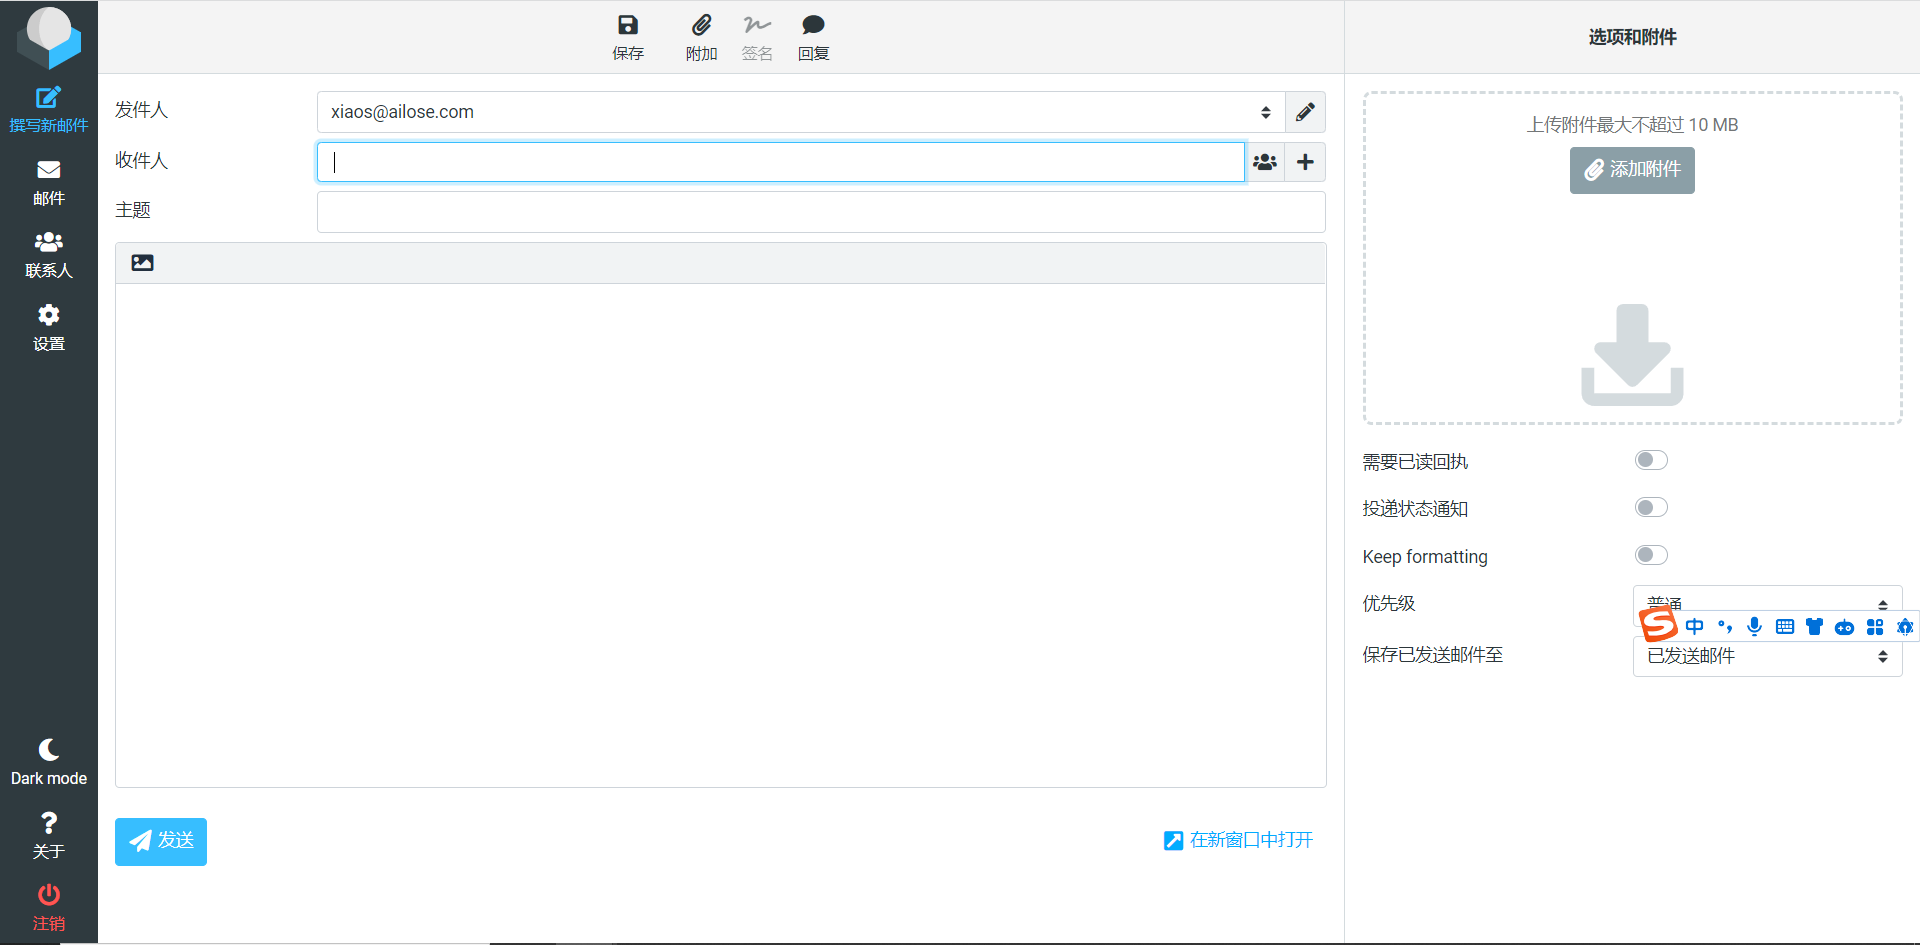 保存
附加
签名
回复
选项和附件
撰写新邮件
邮件
联系人
设置
Dark mode
关于
注销
发件人
xiaos@ailose.com
收件人
主题
发送
在新窗口中打开
上传附件最大不超过 10 MB
添加附件
需要已读回执
投递状态通知
Keep formatting
优先级
普通
S 中
保存已发送邮件至
已发送邮件